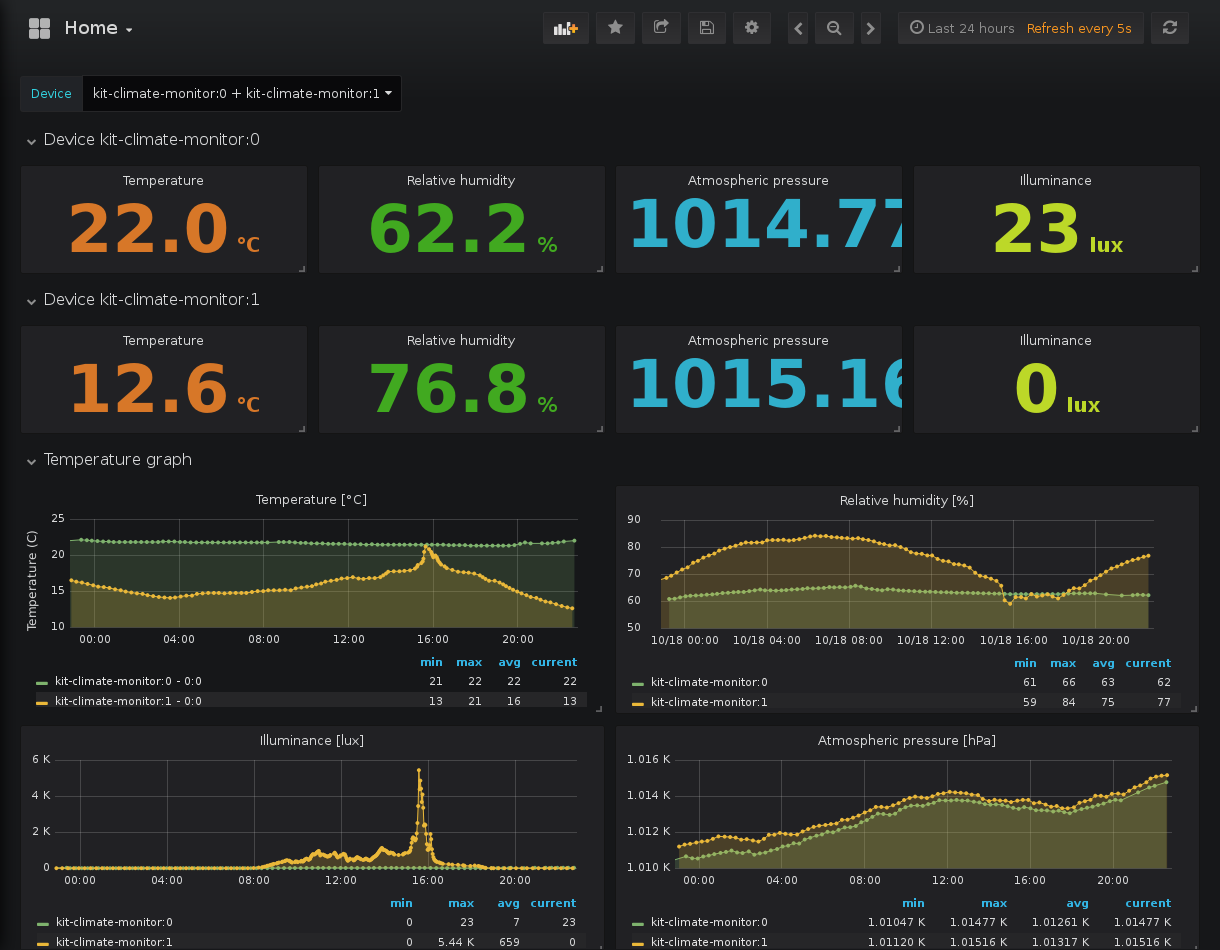 Home
Last 24 hours Refresh every 5s
Device kit-climate-monitor:0 + kit-climate-monitor:1
Device kit-climate-monitor:0
Temperature Relative humidity Atmospheric pressure Illuminance
22.0 °C 62.2 % 1014.77 23 lux
Device kit-climate-monitor:1
Temperature Relative humidity Atmospheric pressure Illuminance
12.6 °C 76.8 % 1015.16 0 lux
Temperature graph
Temperature [°C]
Temperature (C)
25
20
15
10
00:00 04:00 08:00 12:00 16:00 20:00
min max avg current
kit-climate-monitor:0 - 0:0 21 22 22 22
kit-climate-monitor:1 - 0:0 13 21 16 13
Relative humidity [%]
90
80
70
60
50
10/18 00:00 10/18 04:00 10/18 08:00 10/18 12:00 10/18 16:00 10/18 20:00
min max avg current
kit-climate-monitor:0 61 66 63 62
kit-climate-monitor:1 59 84 75 77
Illuminance [lux]
6 K
4 K
2 K
0
00:00 04:00 08:00 12:00 16:00 20:00
min max avg current
kit-climate-monitor:0 0 23 7 23
kit-climate-monitor:1 0 5.44 K 659 0
Atmospheric pressure [hPa]
1.016 K
1.014 K
1.012 K
1.010 K
00:00 04:00 08:00 12:00 16:00 20:00
min max avg current
kit-climate-monitor:0 1.01047 K 1.01477 K 1.01261 K 1.01477 K
kit-climate-monitor:1 1.01120 K 1.01516 K 1.01317 K 1.01516 K